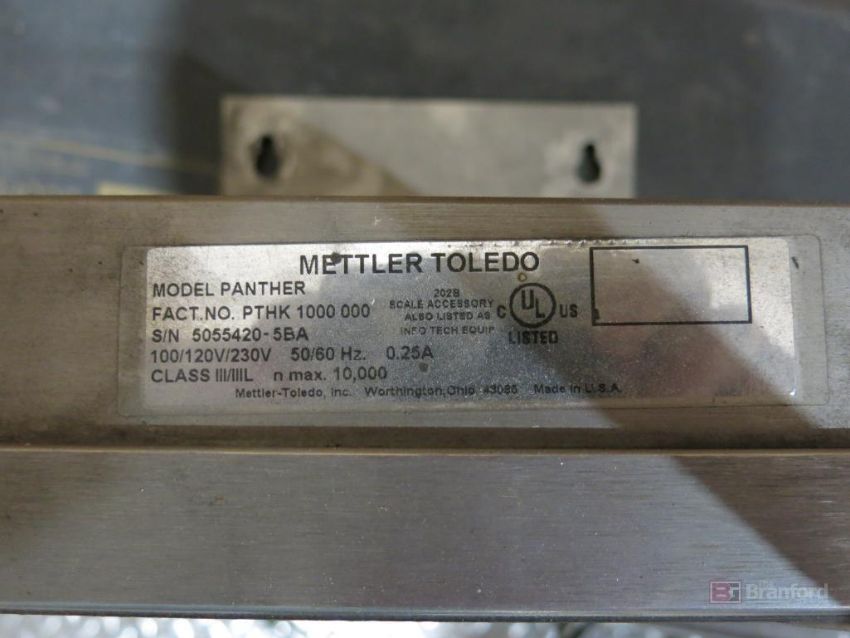 METTLER TOLEDO
MODEL PANTHER
FACT.NO. PTHK 1000 000
S/N 5055420-5BA
100/120V/230V 50/60 Hz. 0.25A
CLASS III/IIIL n max. 10,000
202B
SCALE ACCESSORY
ALSO LISTED AS
INFO TECH EQUIP
C UL US
LISTED
Mettler-Toledo, Inc. Worthington, Ohio 43085 Made in U.S.A.
The
Branford